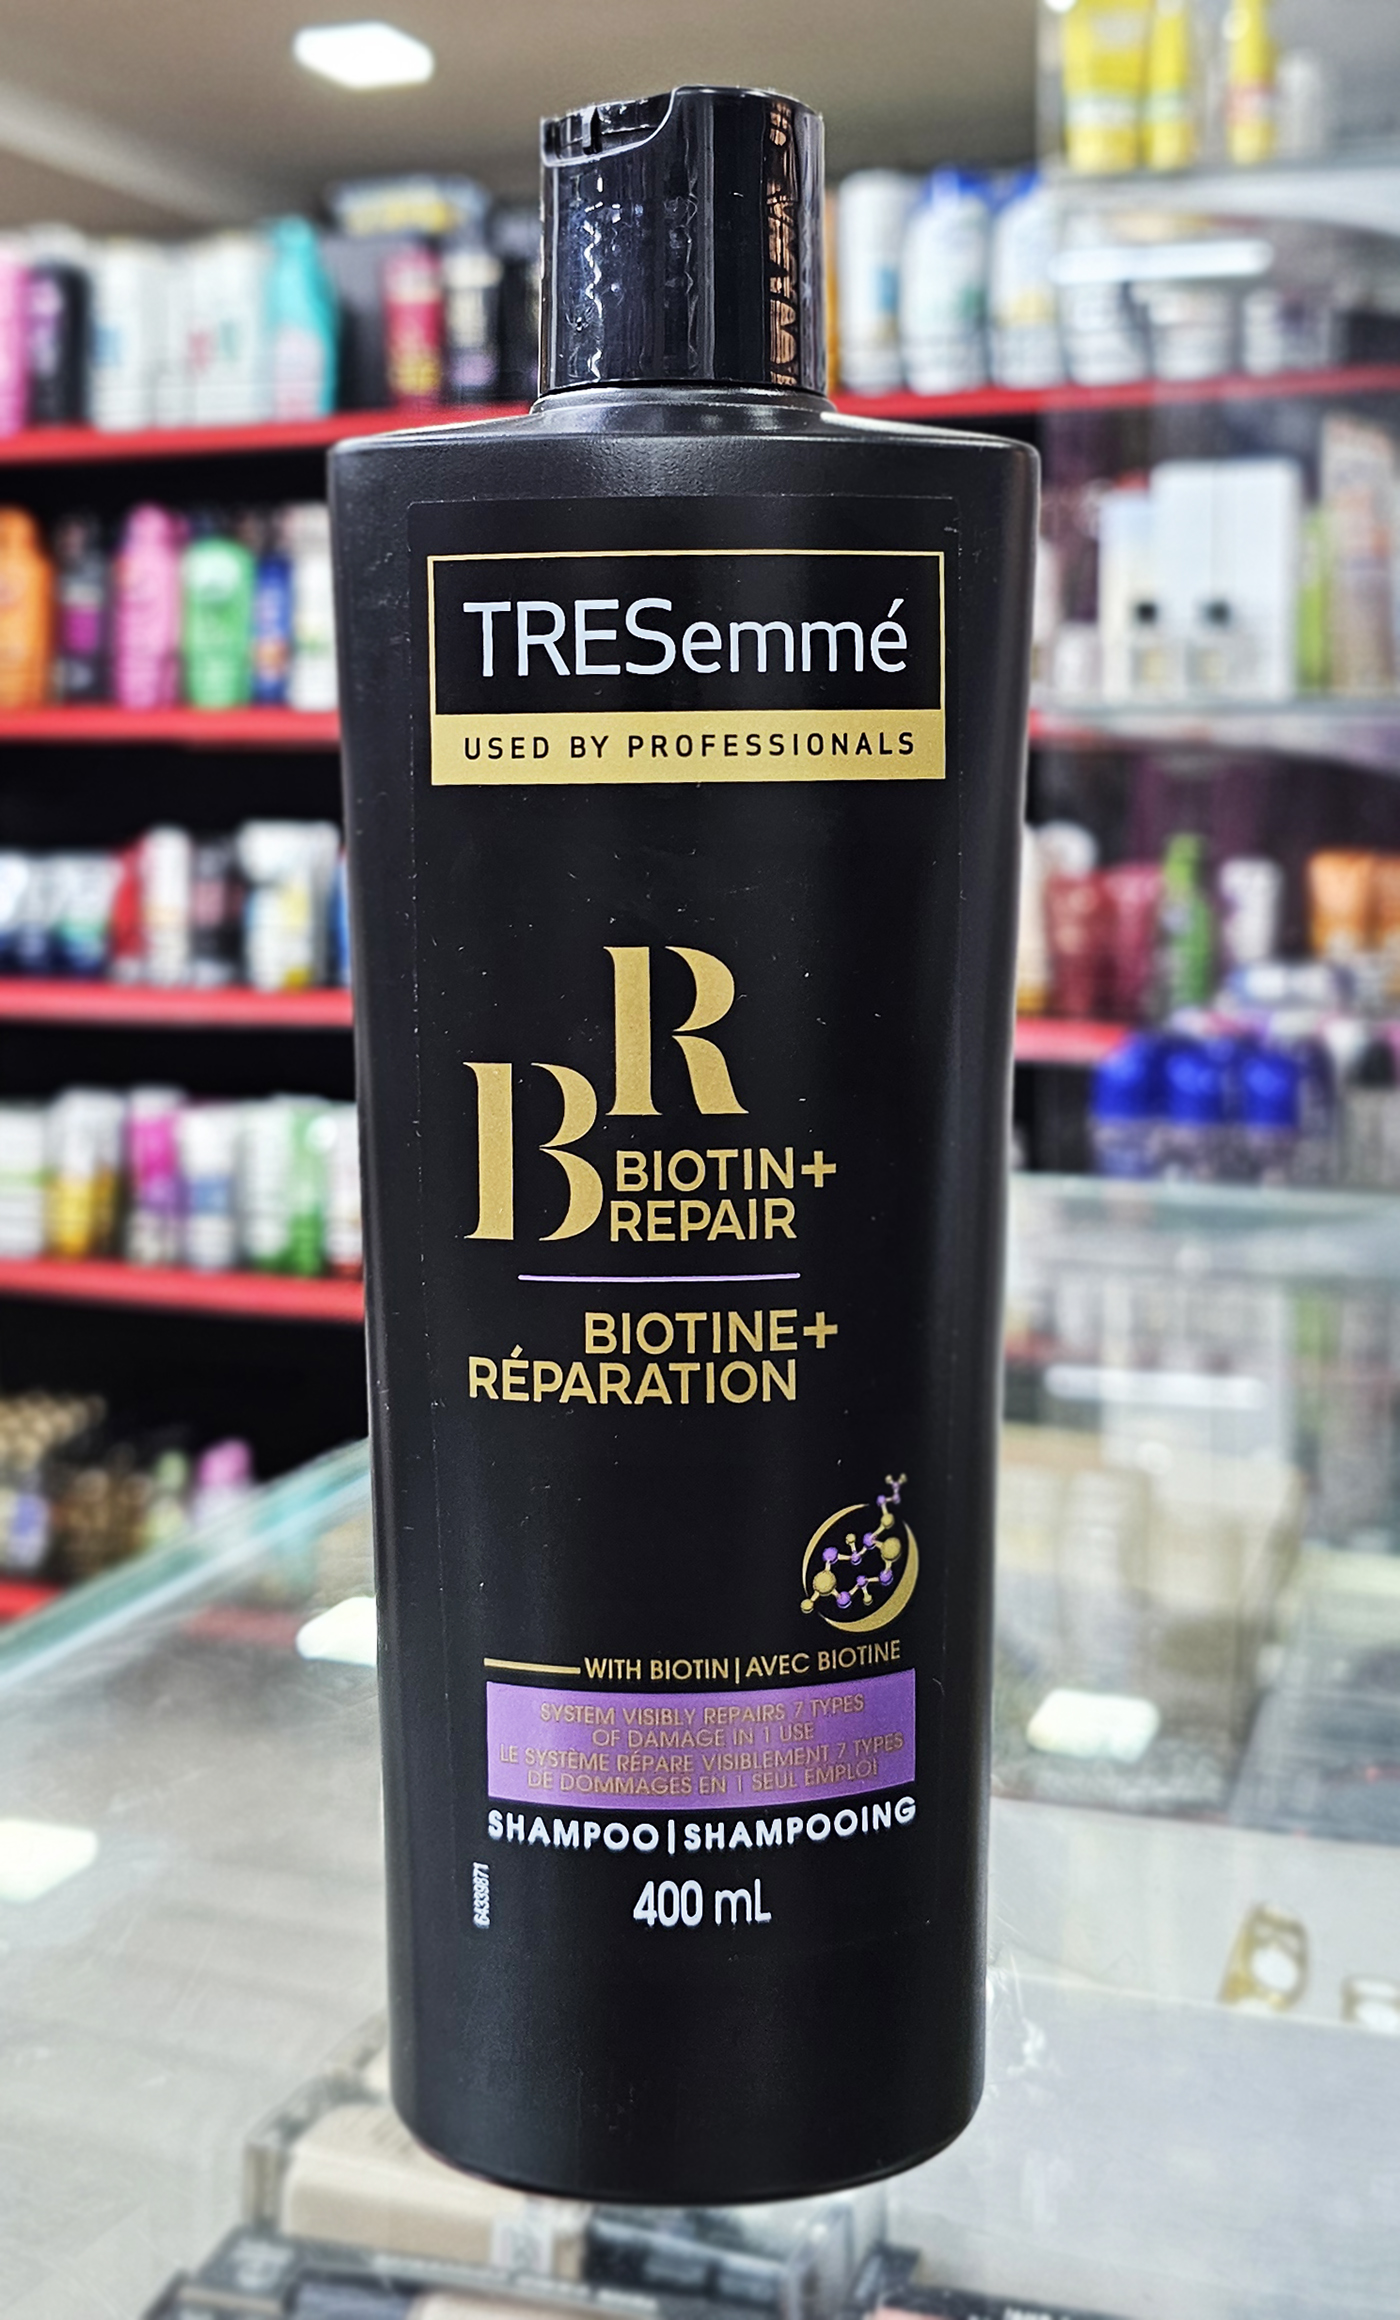 TRESemmé
USED BY PROFESSIONALS
BR
BIOTIN+
REPAIR
BIOTINE+
RÉPARATION
WITH BIOTIN|AVEC BIOTINE
SYSTEM VISIBLY REPAIRS 7 TYPES
OF DAMAGE IN 1 USE
LE SYSTÈME RÉPARE VISIBLEMENT 7 TYPES
DE DOMMAGES EN 1 SEUL EMPLOI
SHAMPOO|SHAMPOOING
400 mL
64339871